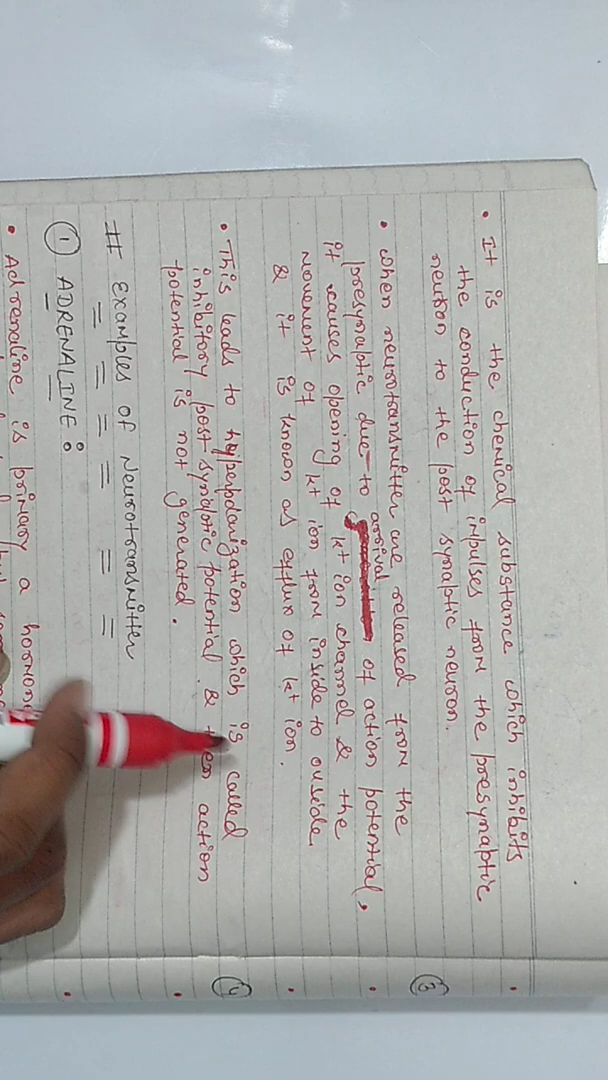 • It is the chemical substance which inhibits
the conduction of impulses from the presynaptic
neuron to the post synaptic neuron.
• when neurotransmitter are released from the
presynaptic due to arrival of action potential,
it causes opening of k+ ion channel & the
movement of k+ ion from inside to ouside
& it is known as efflux of k+ ion.
• This leads to hyperpolarization which is called
inhibitory post synaptic potential. & then action
potential is not generated.
# Examples of Neurotransmitter
① ADRENALINE :
• Adrenaline is primary a
③
④